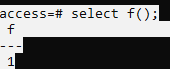 access=# select f();
 f
---
 1